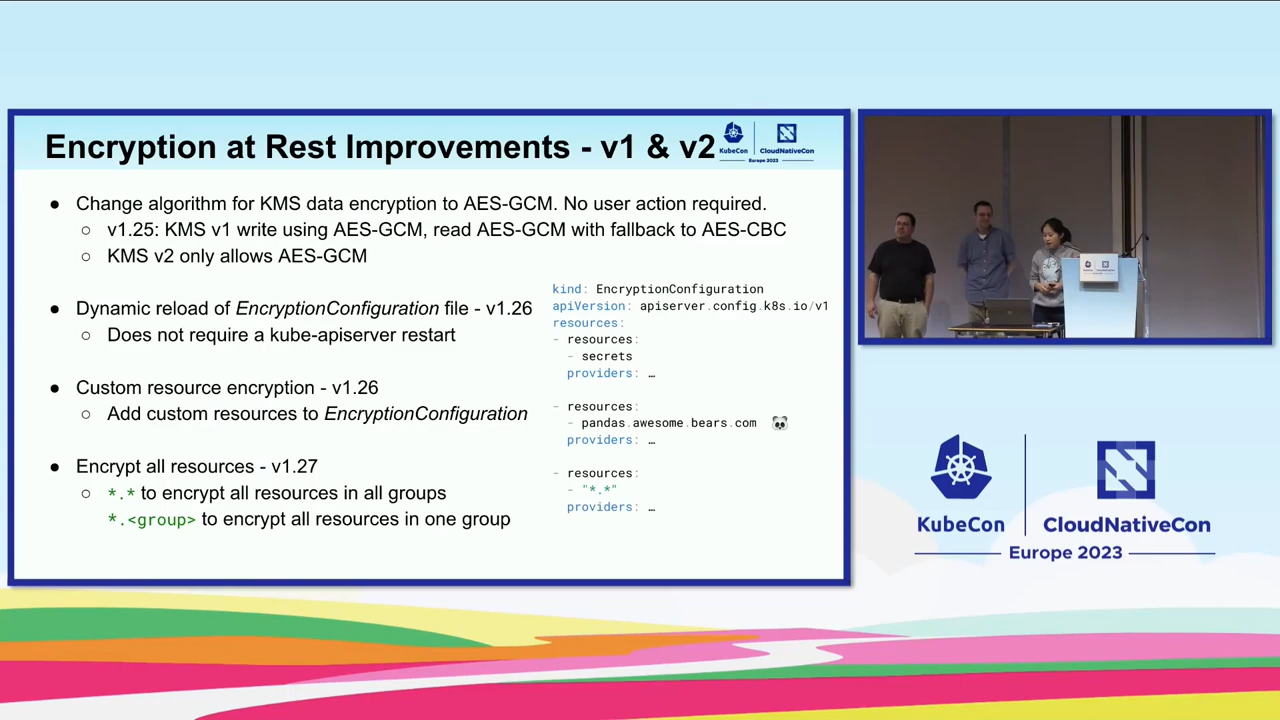 Encryption at Rest Improvements - v1 & v2
KubeCon
CloudNativeCon
Europe 2023
● Change algorithm for KMS data encryption to AES-GCM. No user action required.
○ v1.25: KMS v1 write using AES-GCM, read AES-GCM with fallback to AES-CBC
○ KMS v2 only allows AES-GCM
● Dynamic reload of EncryptionConfiguration file - v1.26
○ Does not require a kube-apiserver restart
● Custom resource encryption - v1.26
○ Add custom resources to EncryptionConfiguration
● Encrypt all resources - v1.27
○ *.* to encrypt all resources in all groups
*.<group> to encrypt all resources in one group
kind: EncryptionConfiguration
apiVersion: apiserver.config.k8s.io/v1
resources:
- resources:
- secrets
providers: …
- resources:
- pandas.awesome.bears.com 🐼
providers: …
- resources:
- "*.*"
providers: …
KubeCon
CloudNativeCon
Europe 2023